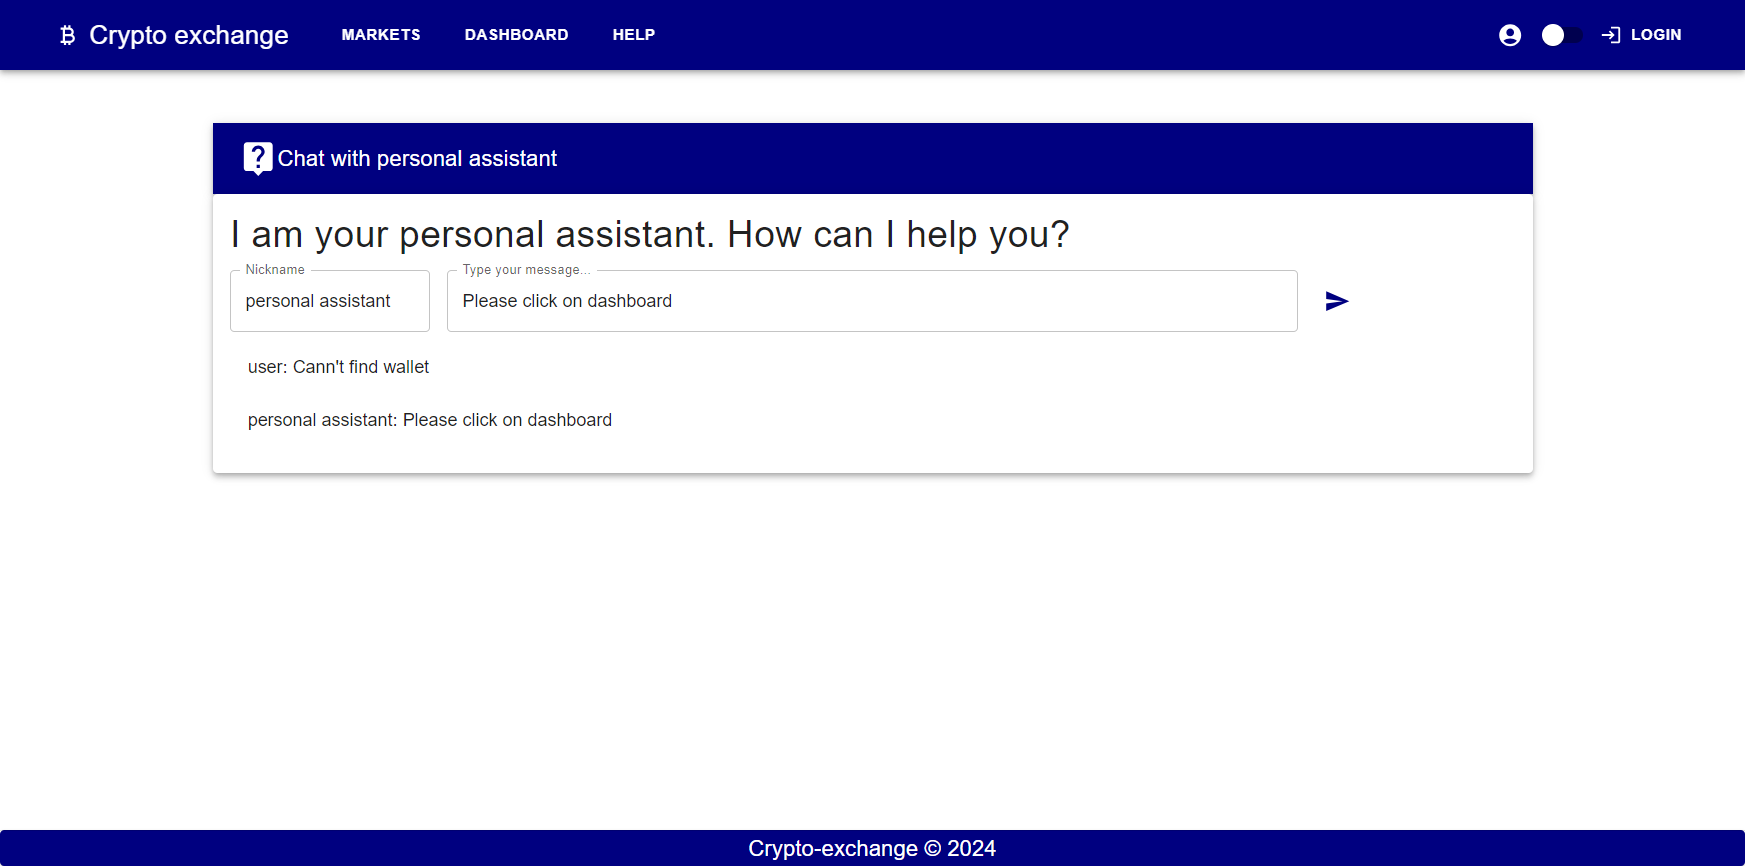 Crypto exchange MARKETS DASHBOARD HELP LOGIN
Chat with personal assistant
I am your personal assistant. How can I help you?
Nickname Type your message...
personal assistant Please click on dashboard
user: Cann't find wallet
personal assistant: Please click on dashboard
Crypto-exchange © 2024